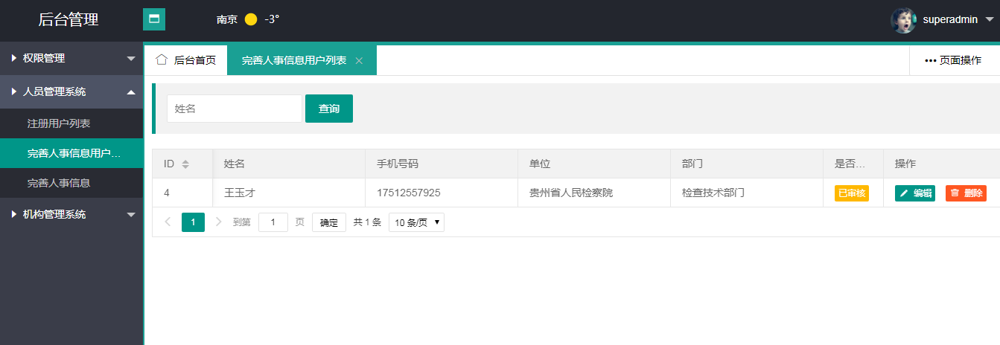 后台管理
南京 -3°
superadmin
权限管理
人员管理系统
注册用户列表
完善人事信息用户...
完善人事信息
机构管理系统
后台首页
完善人事信息用户列表
页面操作
姓名
查询
ID 姓名 手机号码 单位 部门 是否... 操作
4 王玉才 17512557925 贵州省人民检察院 检查技术部门 已审核 编辑 删除
1 到第 1 页 确定 共 1 条 10 条/页